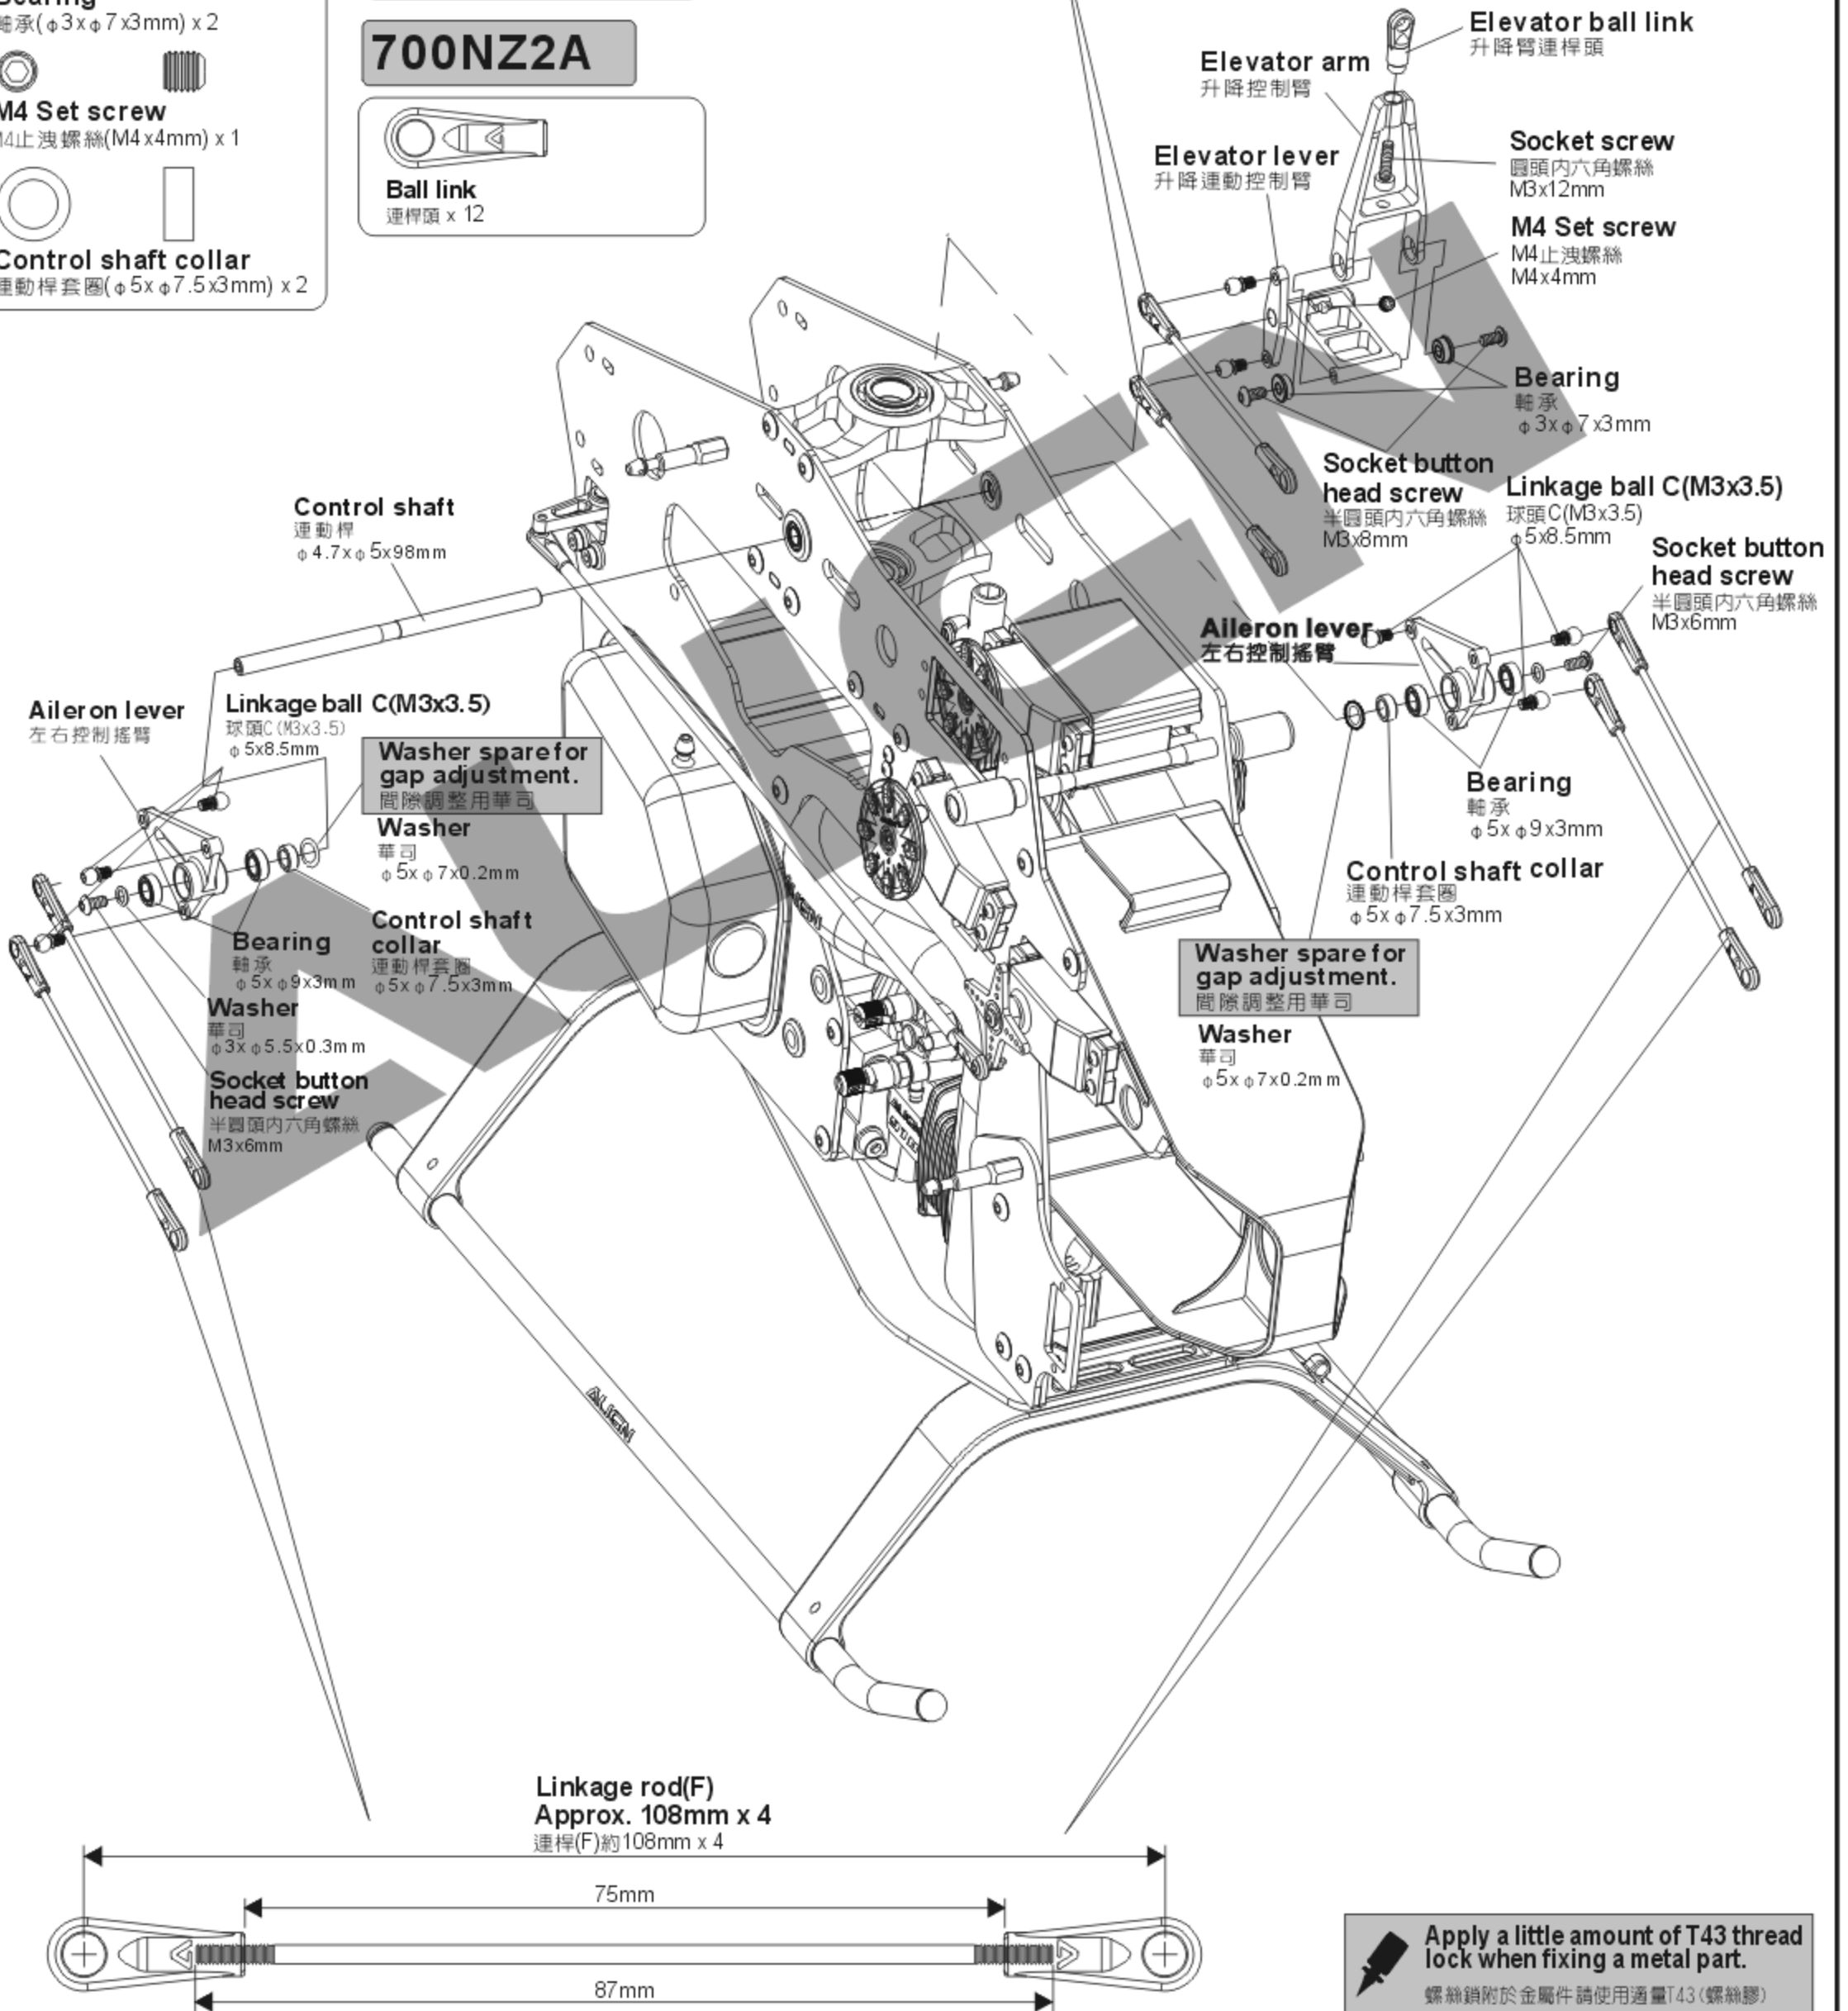 Bearing
軸承(φ3xφ7x3mm) x 2
M4 Set screw
M4止洩螺絲(M4x4mm) x 1
Control shaft collar
連動桿套圈(φ5xφ7.5x3mm) x 2
700NZ2A
Ball link
連桿頭 x 12
Elevator ball link
升降臂連桿頭
Elevator arm
升降控制臂
Socket screw
圓頭內六角螺絲
M3x12mm
Elevator lever
升降連動控制臂
M4 Set screw
M4止洩螺絲
M4x4mm
Bearing
軸承
φ3xφ7x3mm
Socket button
head screw
半圓頭內六角螺絲
M3x8mm
Linkage ball C(M3x3.5)
球頭C(M3x3.5)
φ5x8.5mm
Socket button
head screw
半圓頭內六角螺絲
M3x6mm
Control shaft
連動桿
φ4.7xφ5x98mm
Aileron lever
左右控制搖臂
Aileron lever
左右控制搖臂
Linkage ball C(M3x3.5)
球頭C(M3x3.5)
φ5x8.5mm
Washer spare for
gap adjustment.
間隙調整用華司
Washer
華司
φ5xφ7x0.2mm
Bearing
軸承
φ5xφ9x3mm
Control shaft
collar
連動桿套圈
φ5xφ7.5x3mm
Washer
華司
φ3xφ5.5x0.3mm
Socket button
head screw
半圓頭內六角螺絲
M3x6mm
Bearing
軸承
φ5xφ9x3mm
Control shaft collar
連動桿套圈
φ5xφ7.5x3mm
Washer spare for
gap adjustment.
間隙調整用華司
Washer
華司
φ5xφ7x0.2mm
ALIGN
ALIGN
ALIGN
Linkage rod(F)
Approx. 108mm x 4
連桿(F)約108mm x 4
75mm
87mm
Apply a little amount of T43 thread
lock when fixing a metal part.
螺絲鎖附於金屬件請使用適量T43(螺絲膠)